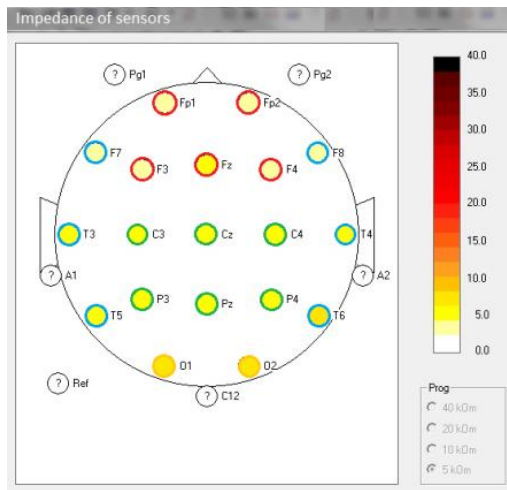 Impedance of sensors
? Pg1 ? Pg2
Fp1 Fp2
F7 F3 Fz F4 F8
T3 C3 Cz C4 T4
? A1 ? A2
T5 P3 Pz P4 T6
O1 O2
? Ref ? C12
40.0
35.0
30.0
25.0
20.0
15.0
10.0
5.0
0.0
Prog
40 kOm
20 kOm
10 kOm
5 kOm